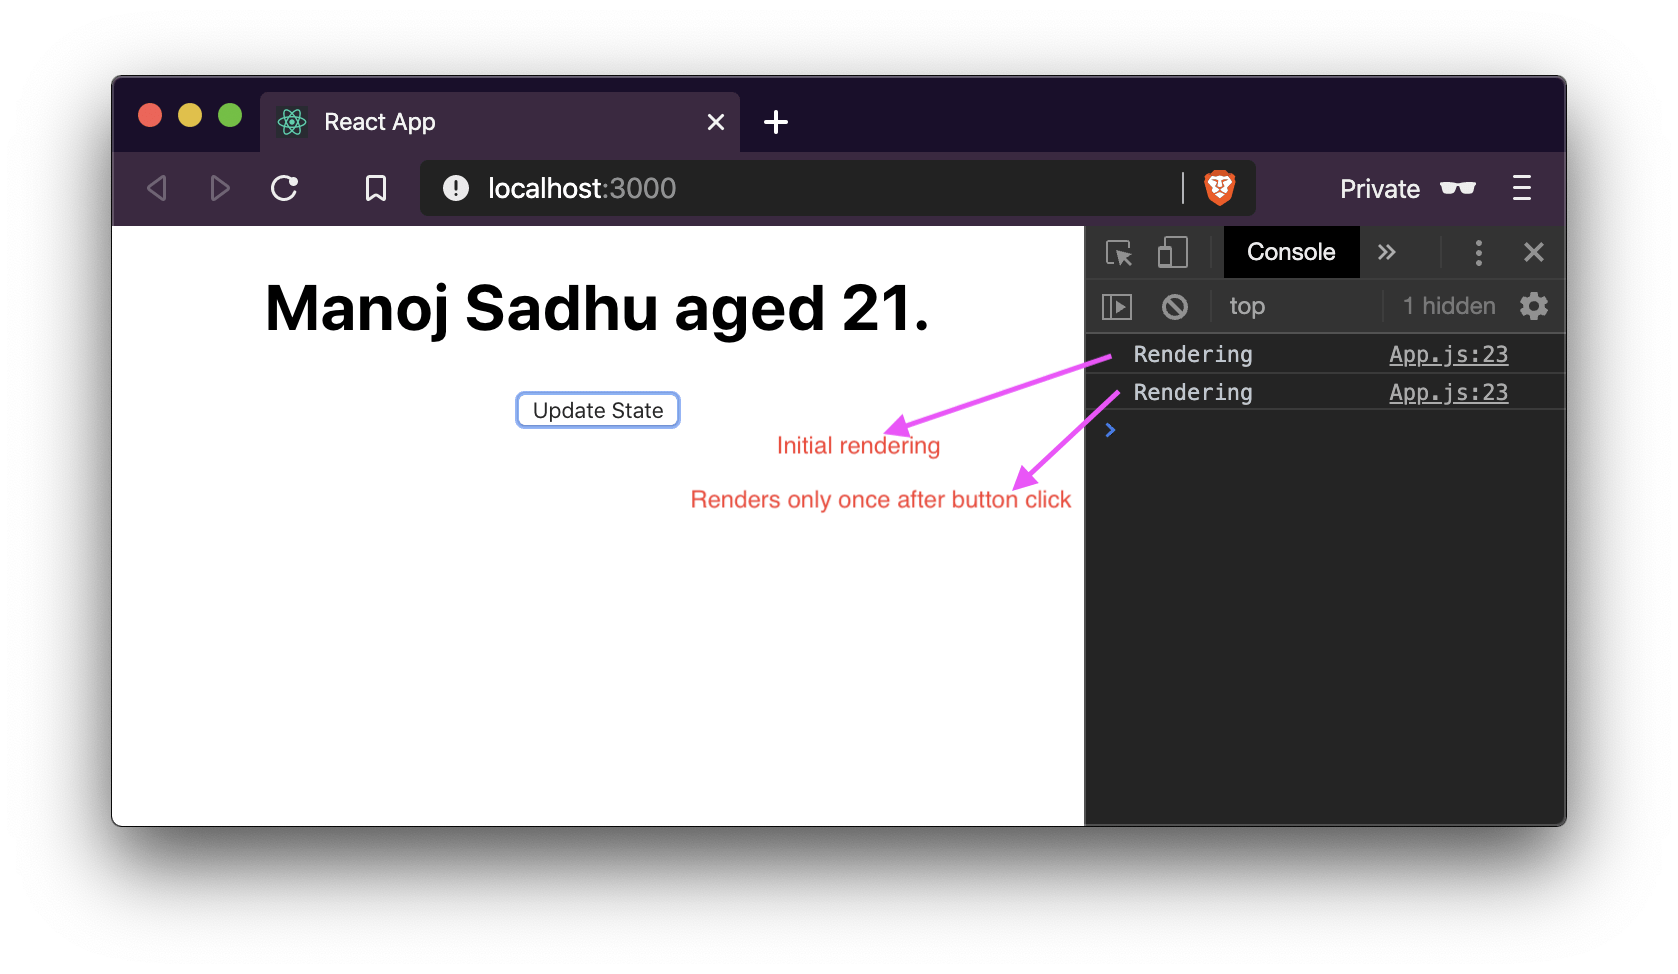 React App
localhost:3000
Private
Console
top
1 hidden
Manoj Sadhu aged 21.
Update State
Rendering App.js:23
Rendering App.js:23
Initial rendering
Renders only once after button click